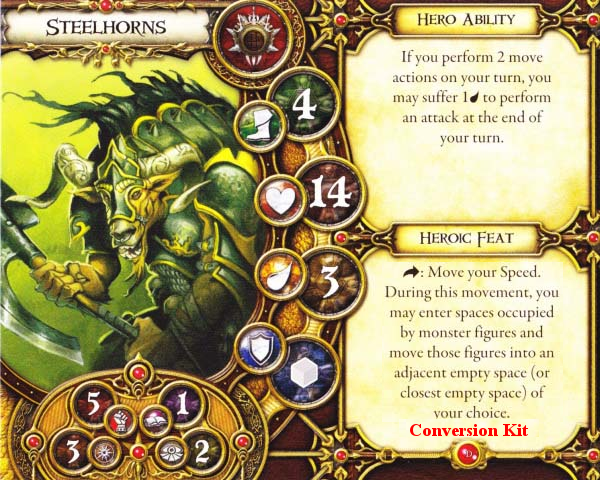 STEELHORNS
4
14
3
5
1
3
2
HERO ABILITY
If you perform 2 move
actions on your turn, you
may suffer 1 to perform
an attack at the end of
your turn.
HEROIC FEAT
: Move your Speed.
During this movement, you
may enter spaces occupied
by monster figures and
move those figures into an
adjacent empty space (or
closest empty space) of
your choice.
Conversion Kit
D